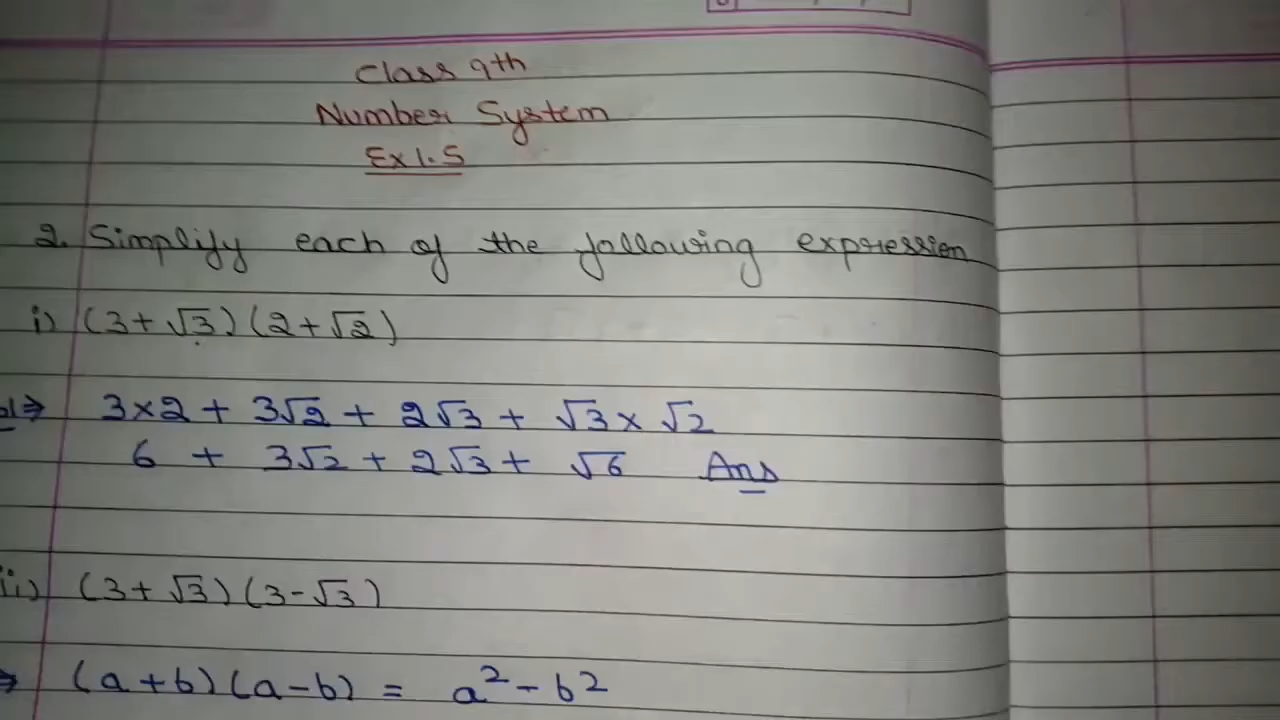 Class 9th
Number System
Ex 1.5
2. Simplify each of the following expression
i) (3+√3)(2+√2)
3×2 + 3√2 + 2√3 + √3 × √2
6 + 3√2 + 2√3 + √6 Ans
ii) (3+√3)(3-√3)
⇒ (a+b)(a-b) = a²-b²